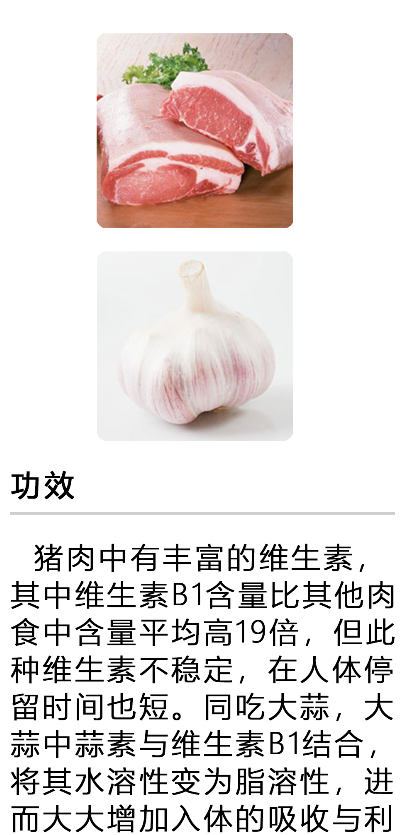 功效
猪肉中有丰富的维生素，
其中维生素B1含量比其他肉
食中含量平均高19倍，但此
种维生素不稳定，在人体停
留时间也短。同吃大蒜，大
蒜中蒜素与维生素B1结合，
将其水溶性变为脂溶性，进
而大大增加入体的吸收与利